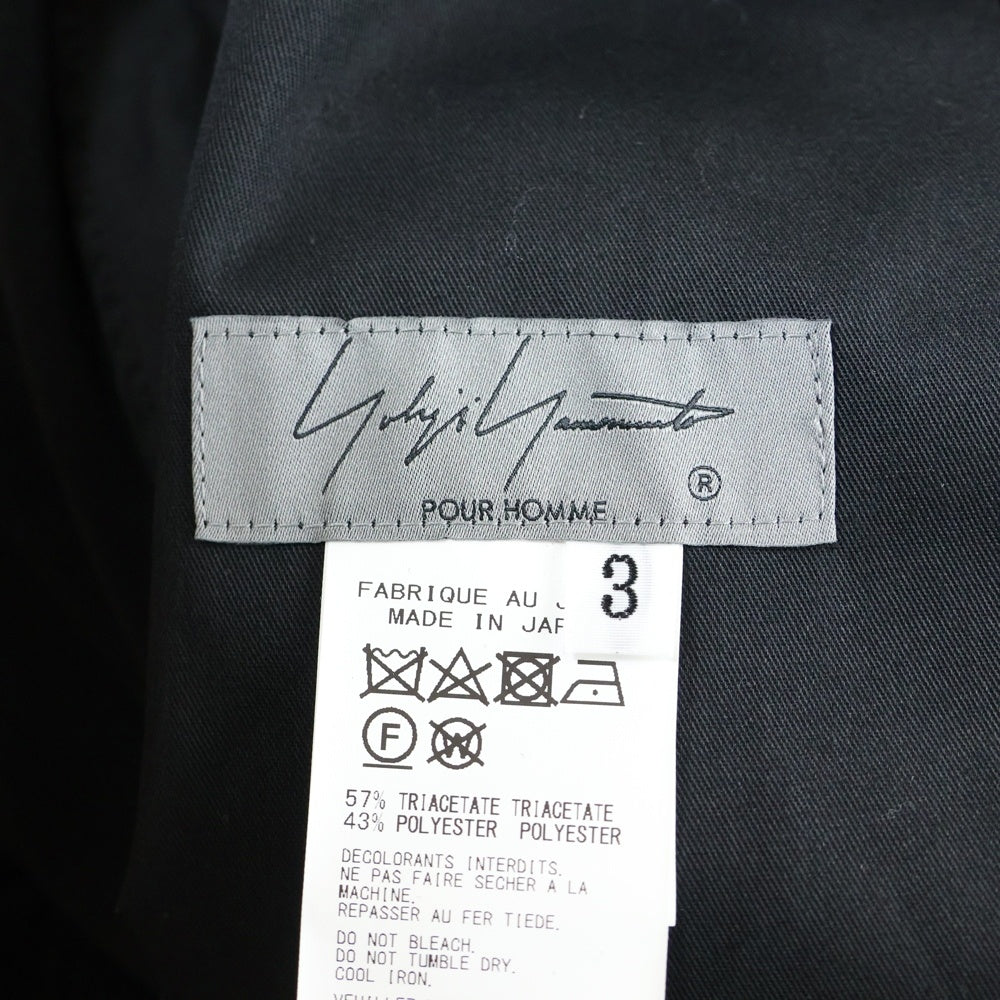 Yohji Yamamoto
®
POUR HOMME
3
FABRIQUE AU
MADE IN
F
W
57% TRIACETATE TRIACETATE
43% POLYESTER POLYESTER
DECOLORANTS INTERDITS.
NE PAS FAIRE SECHER A LA
MACHINE.
REPASSER AU FER TIEDE.
DO NOT BLEACH.
DO NOT TUMBLE DRY.
COOL IRON.